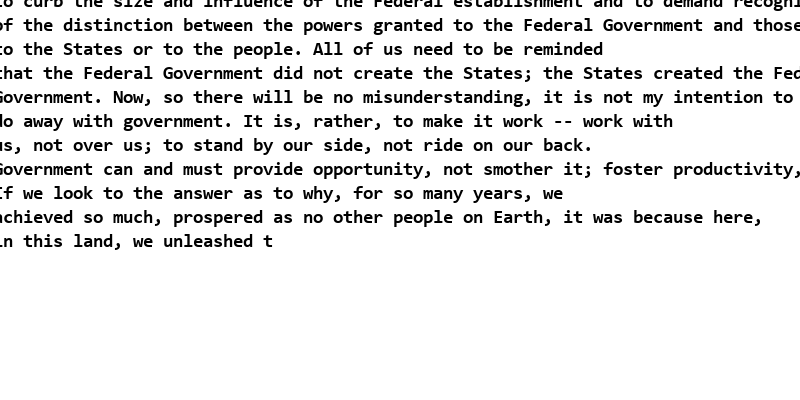 to curb the size and influence of the Federal establishment and to demand recogni
of the distinction between the powers granted to the Federal Government and those
to the States or to the people. All of us need to be reminded
that the Federal Government did not create the States; the States created the Fed
Government. Now, so there will be no misunderstanding, it is not my intention to
do away with government. It is, rather, to make it work -- work with
us, not over us; to stand by our side, not ride on our back.
Government can and must provide opportunity, not smother it; foster productivity,
If we look to the answer as to why, for so many years, we
achieved so much, prospered as no other people on Earth, it was because here,
in this land, we unleashed t